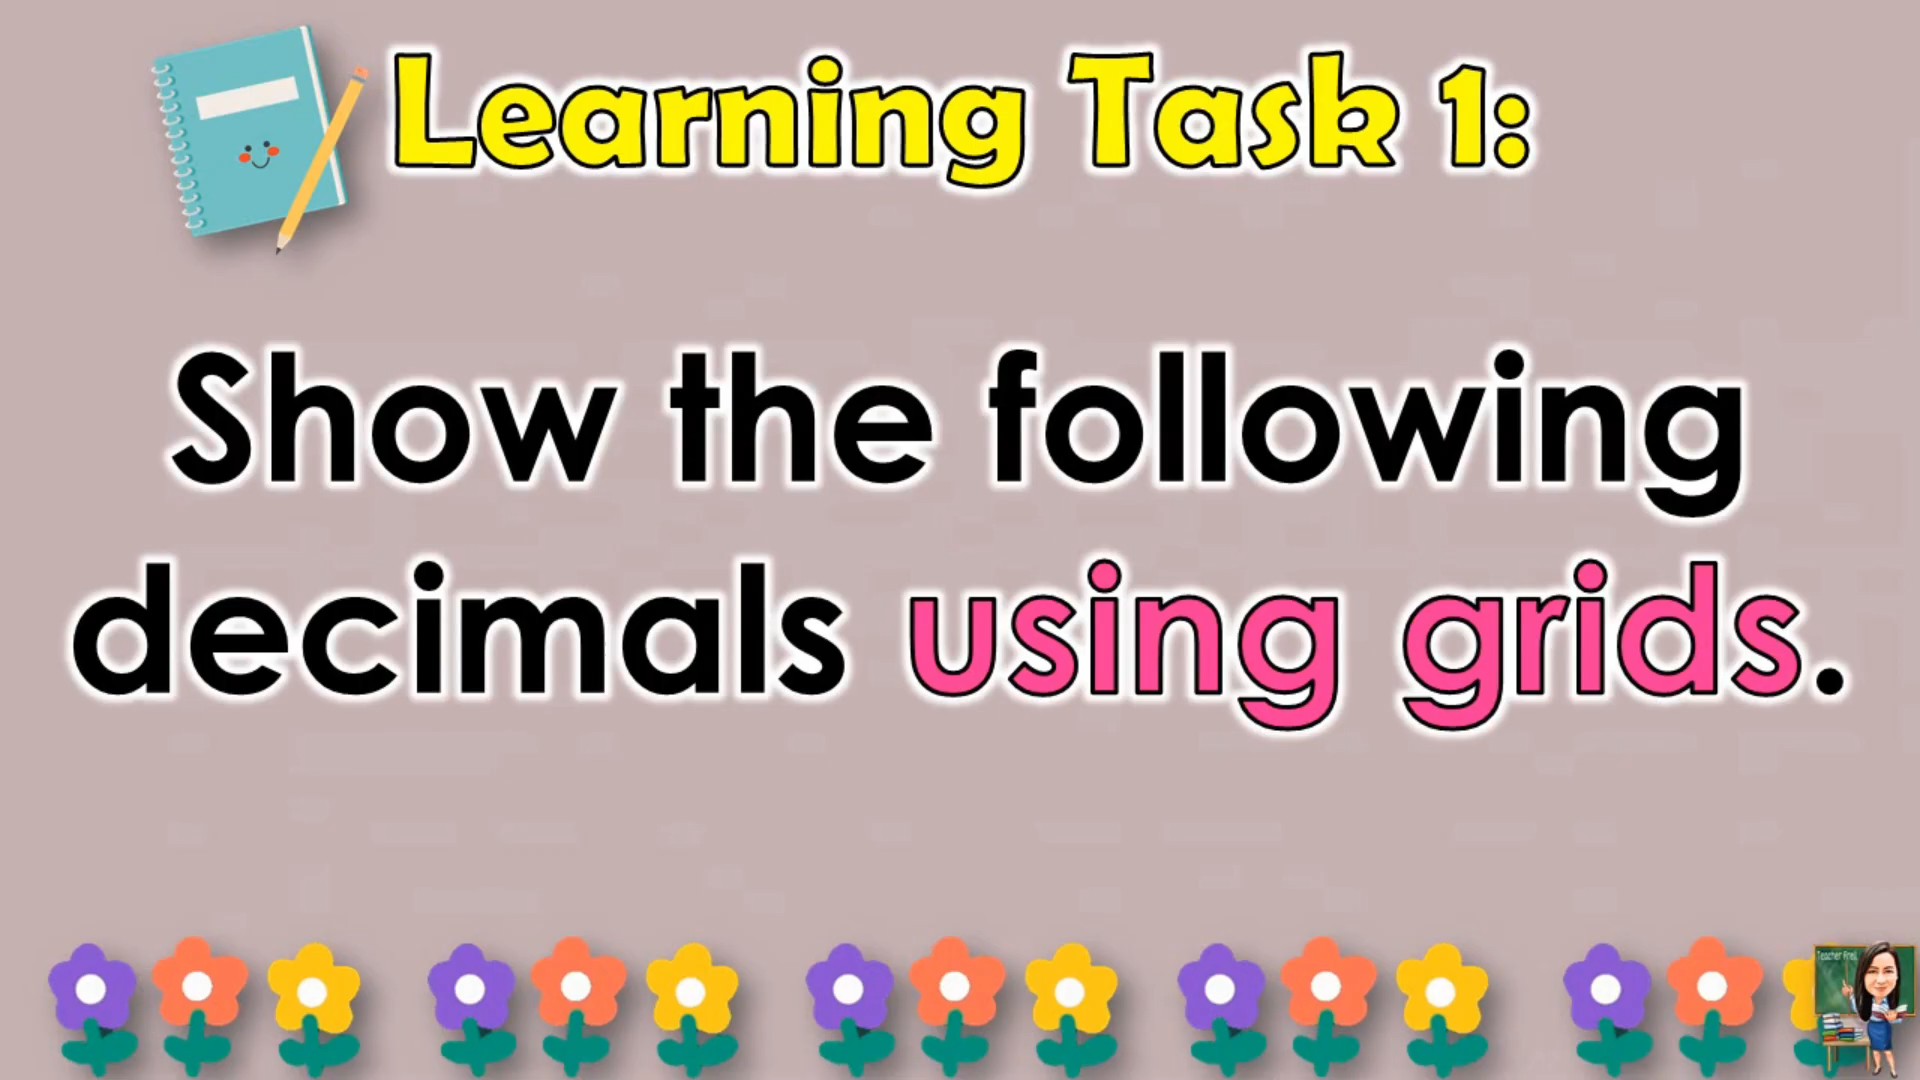 Learning Task 1:
Show the following
decimals using grids.